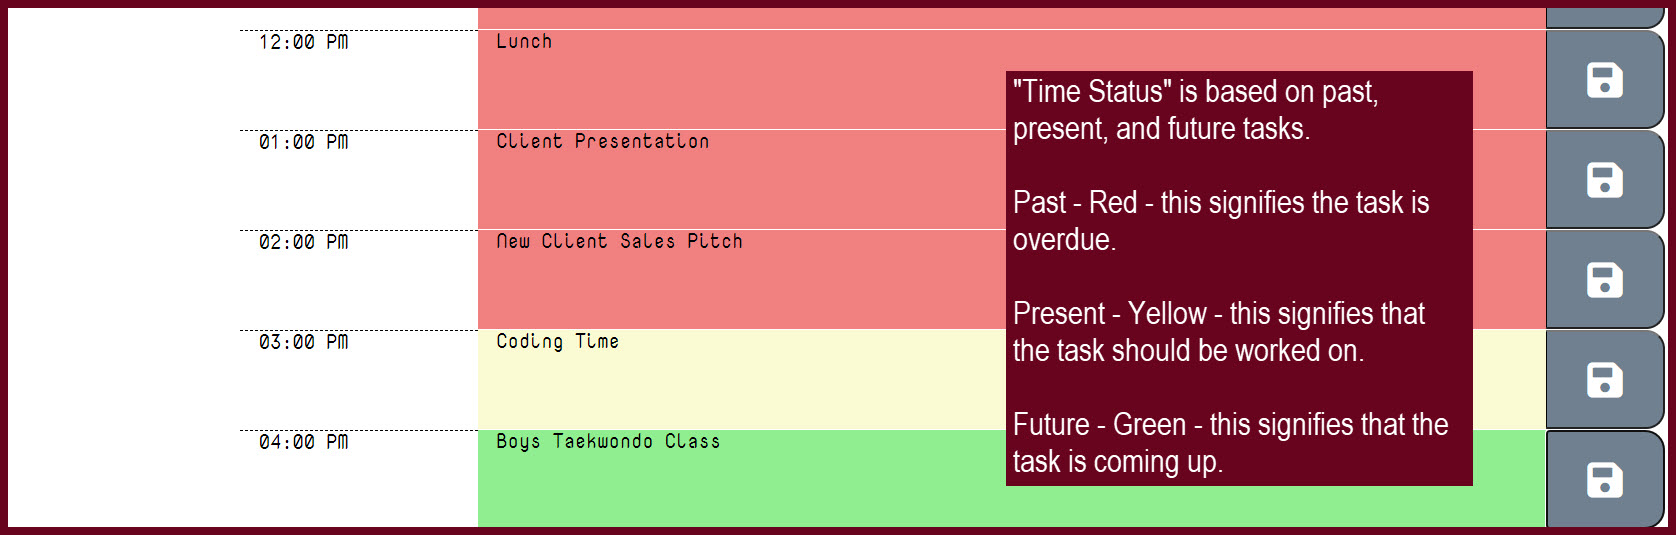 12:00 PM Lunch
01:00 PM Client Presentation
02:00 PM New Client Sales Pitch
03:00 PM Coding Time
04:00 PM Boys Taekwondo Class
"Time Status" is based on past,
present, and future tasks.
Past - Red - this signifies the task is
overdue.
Present - Yellow - this signifies that
the task should be worked on.
Future - Green - this signifies that the
task is coming up.